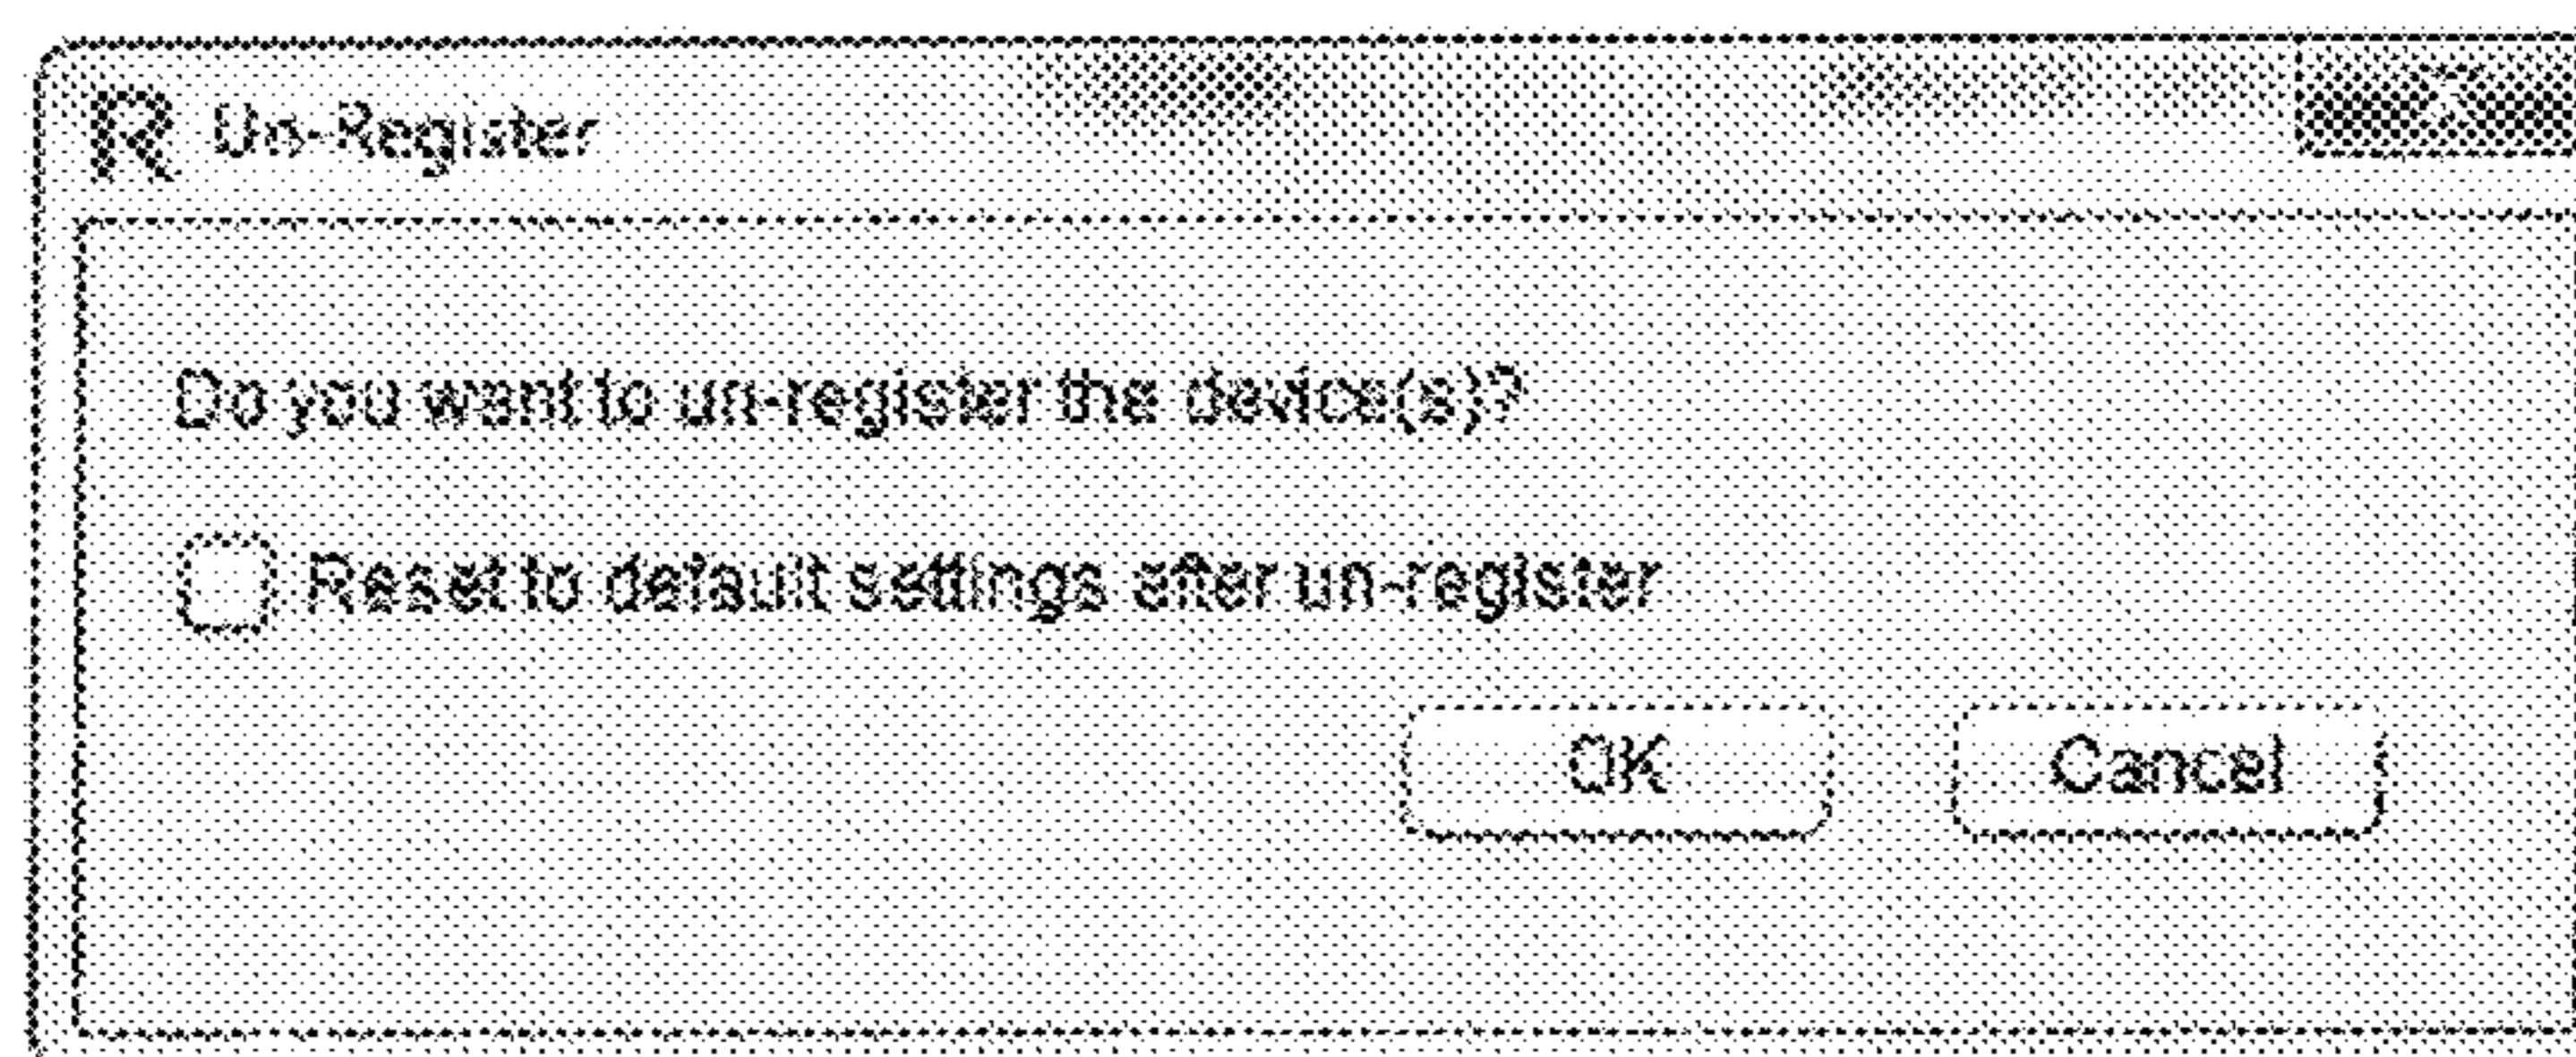 R Un-Register
Do you want to un-register the device(s)?
Reset to default settings after un-register
OK Cancel